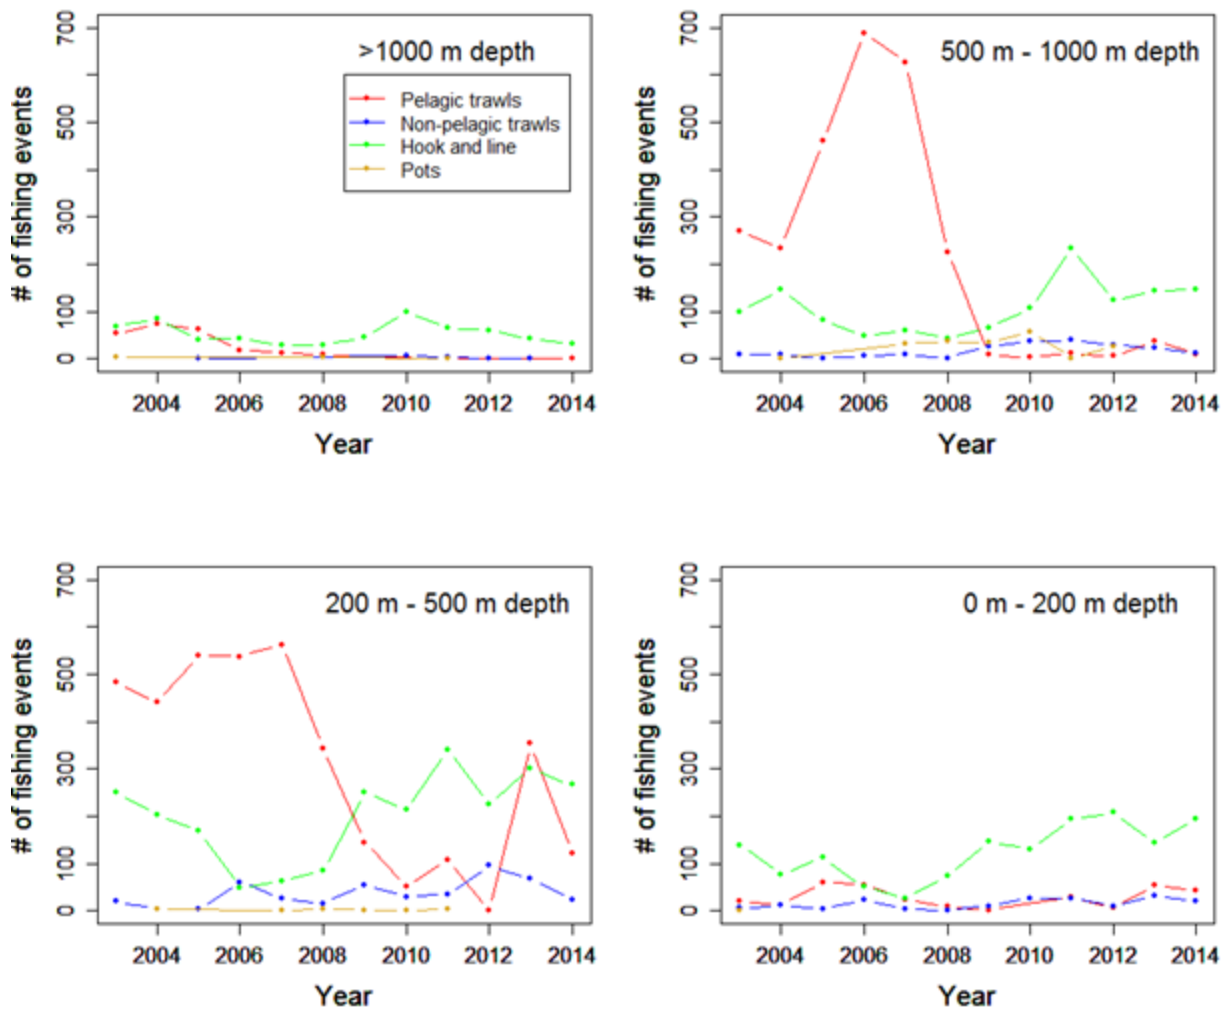 >1000 m depth
Pelagic trawls
Non-pelagic trawls
Hook and line
Pots
# of fishing events
700
500
300
100
0
2004 2006 2008 2010 2012 2014
Year
500 m - 1000 m depth
# of fishing events
700
500
300
100
0
2004 2006 2008 2010 2012 2014
Year
200 m - 500 m depth
# of fishing events
700
500
300
100
0
2004 2006 2008 2010 2012 2014
Year
0 m - 200 m depth
# of fishing events
700
500
300
100
0
2004 2006 2008 2010 2012 2014
Year